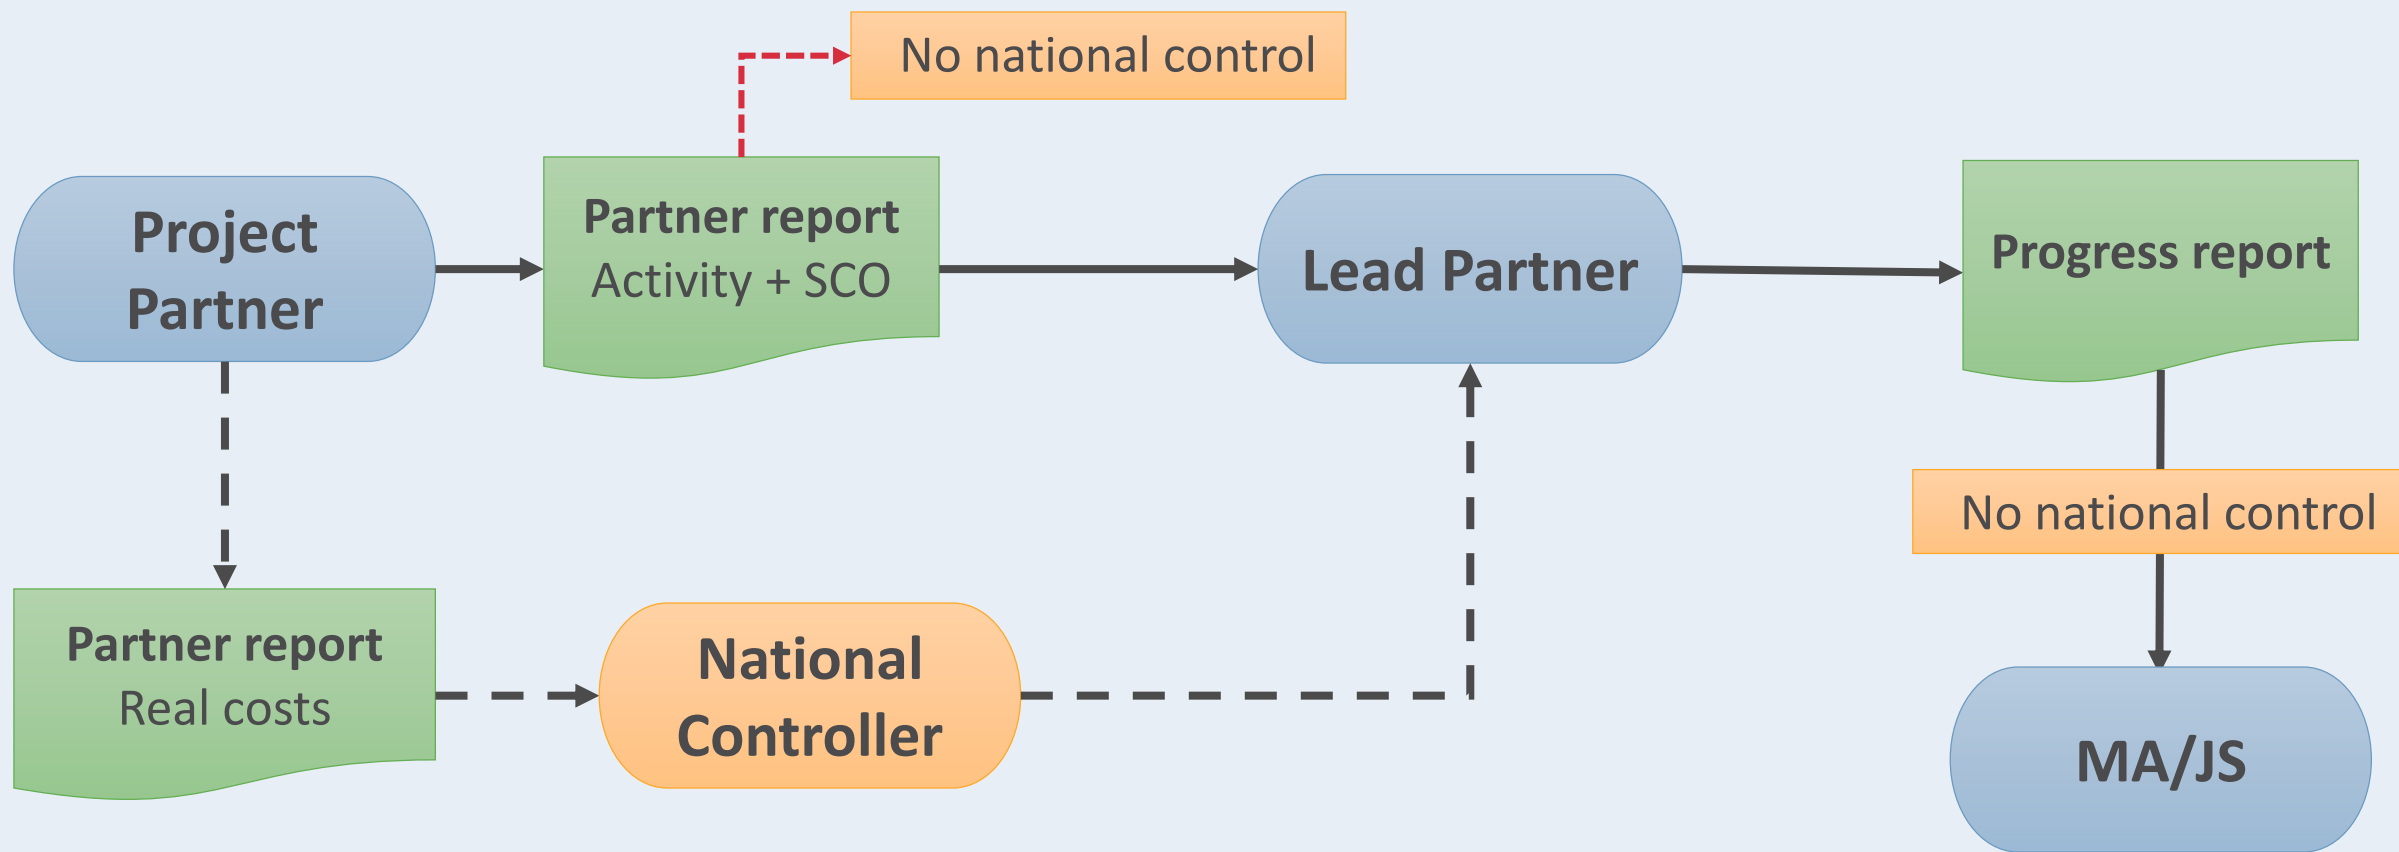 No national control
Project
Partner
Partner report
Activity + SCO
Lead Partner
Progress report
No national control
Partner report
Real costs
National
Controller
MA/JS